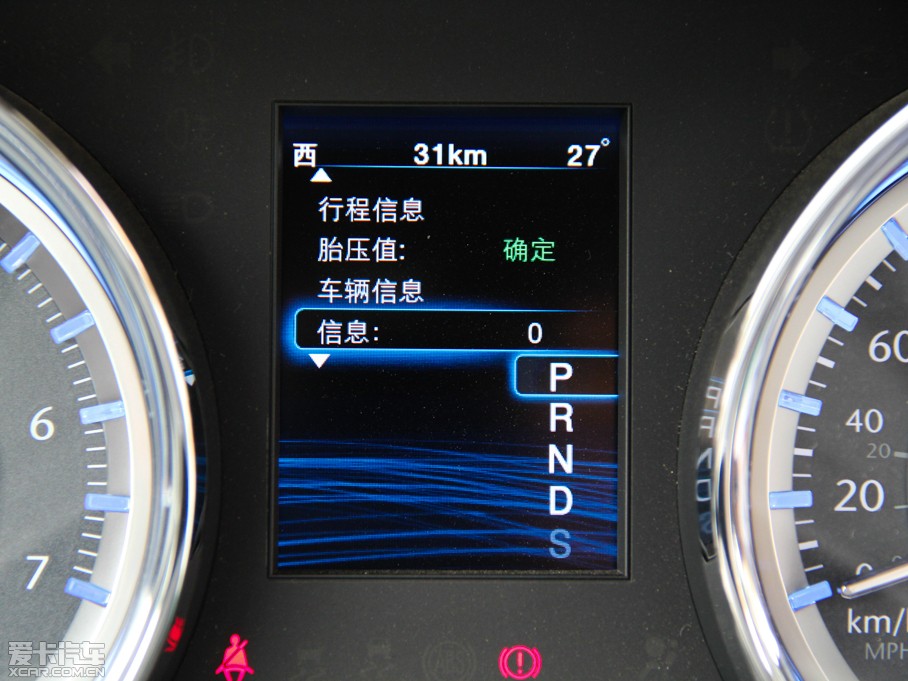 西 31km 27°
行程信息
胎压值: 确定
车辆信息
信息: 0
P
R
N
D
S
6
7
60
40
20
20
0
km/h
MPH
爱卡汽车
XCAR.COM.CN